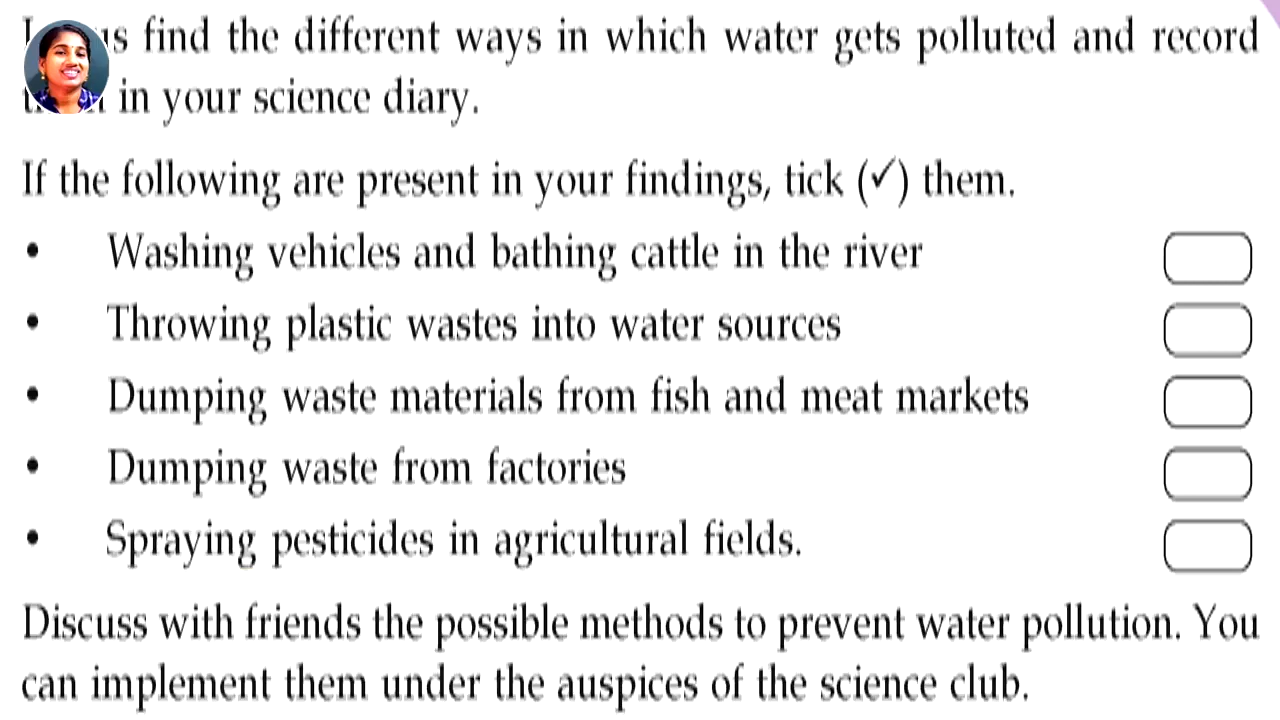 us find the different ways in which water gets polluted and record
in your science diary.
If the following are present in your findings, tick (✓) them.
• Washing vehicles and bathing cattle in the river
• Throwing plastic wastes into water sources
• Dumping waste materials from fish and meat markets
• Dumping waste from factories
• Spraying pesticides in agricultural fields.
Discuss with friends the possible methods to prevent water pollution. You
can implement them under the auspices of the science club.